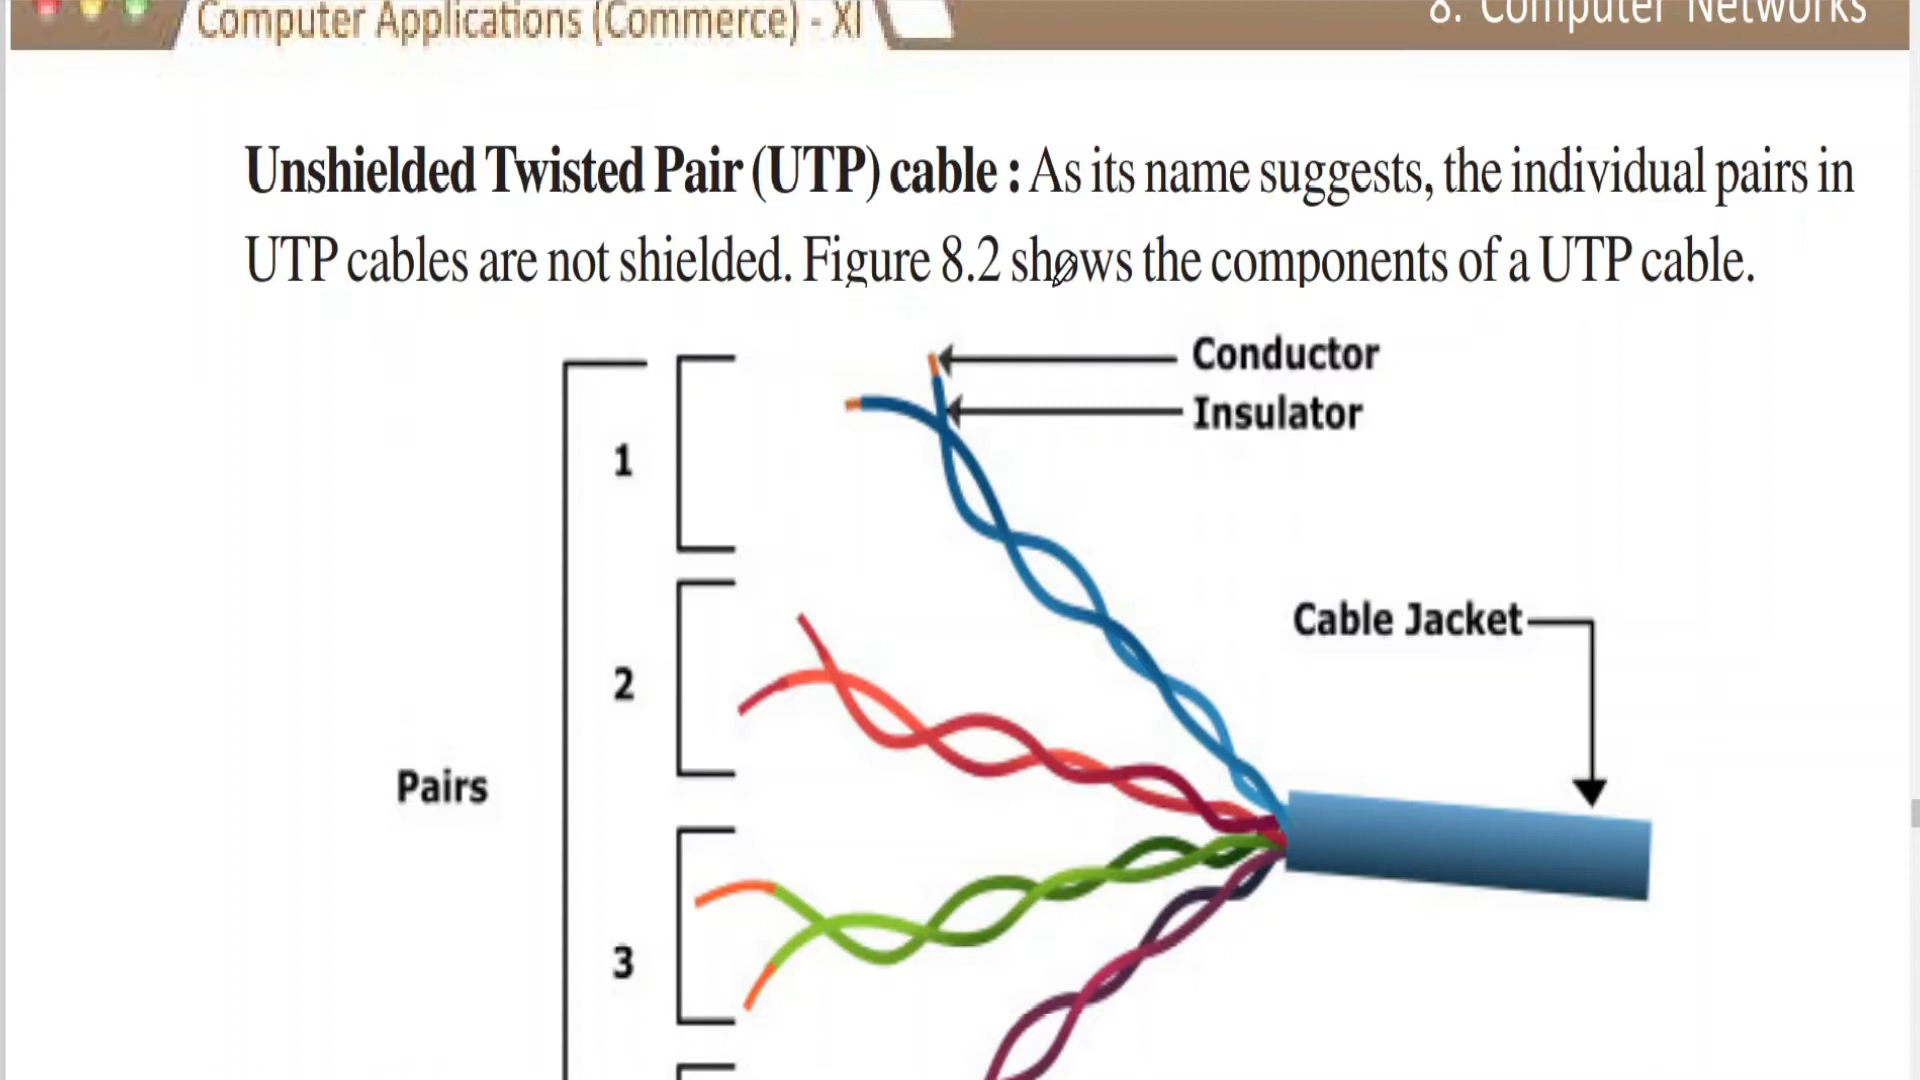 Computer Applications (Commerce) - XI
8. Computer Networks
Unshielded Twisted Pair (UTP) cable : As its name suggests, the individual pairs in
UTP cables are not shielded. Figure 8.2 shows the components of a UTP cable.
Conductor
Insulator
1
Cable Jacket
2
Pairs
3